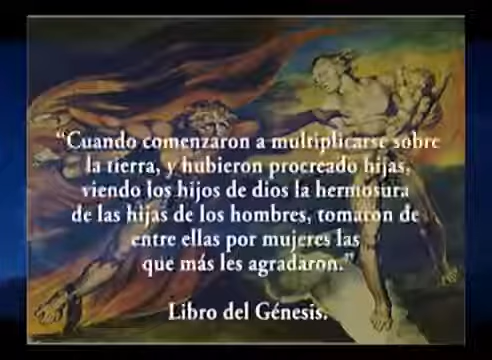 “Cuando comenzaron a multiplicarse sobre
la tierra, y hubieron procreado hijas,
viendo los hijos de dios la hermosura
de las hijas de los hombres, tomaron de
entre ellas por mujeres las
que más les agradaron.”
Libro del Génesis.